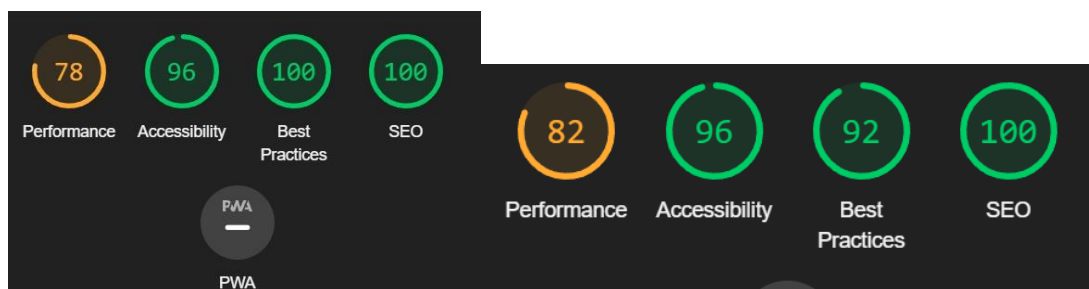 78 96 100 100
Performance Accessibility Best SEO
Practices
PWA
PWA
82 96 92 100
Performance Accessibility Best SEO
Practices